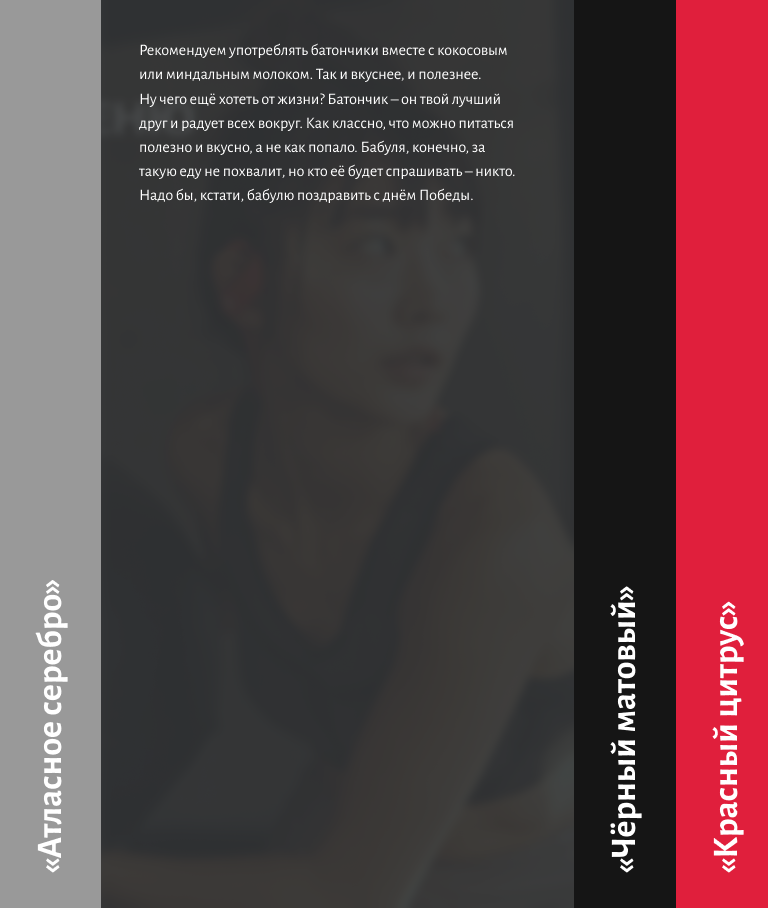 Рекомендуем употреблять батончики вместе с кокосовым
или миндальным молоком. Так и вкуснее, и полезнее.
Ну чего ещё хотеть от жизни? Батончик – он твой лучший
друг и радует всех вокруг. Как классно, что можно питаться
полезно и вкусно, а не как попало. Бабуля, конечно, за
такую еду не похвалит, но кто её будет спрашивать – никто.
Надо бы, кстати, бабулю поздравить с днём Победы.
«Атласное серебро»
«Чёрный матовый»
«Красный цитрус»